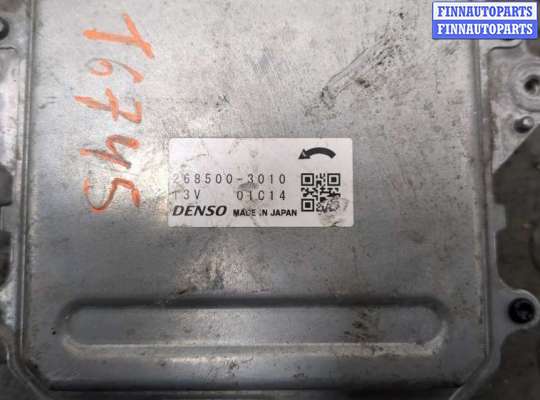 FINNAUTOPARTS
FINNAUTOPARTS
T6745
268500-3010
13V 01C14
DENSO MADE IN JAPAN